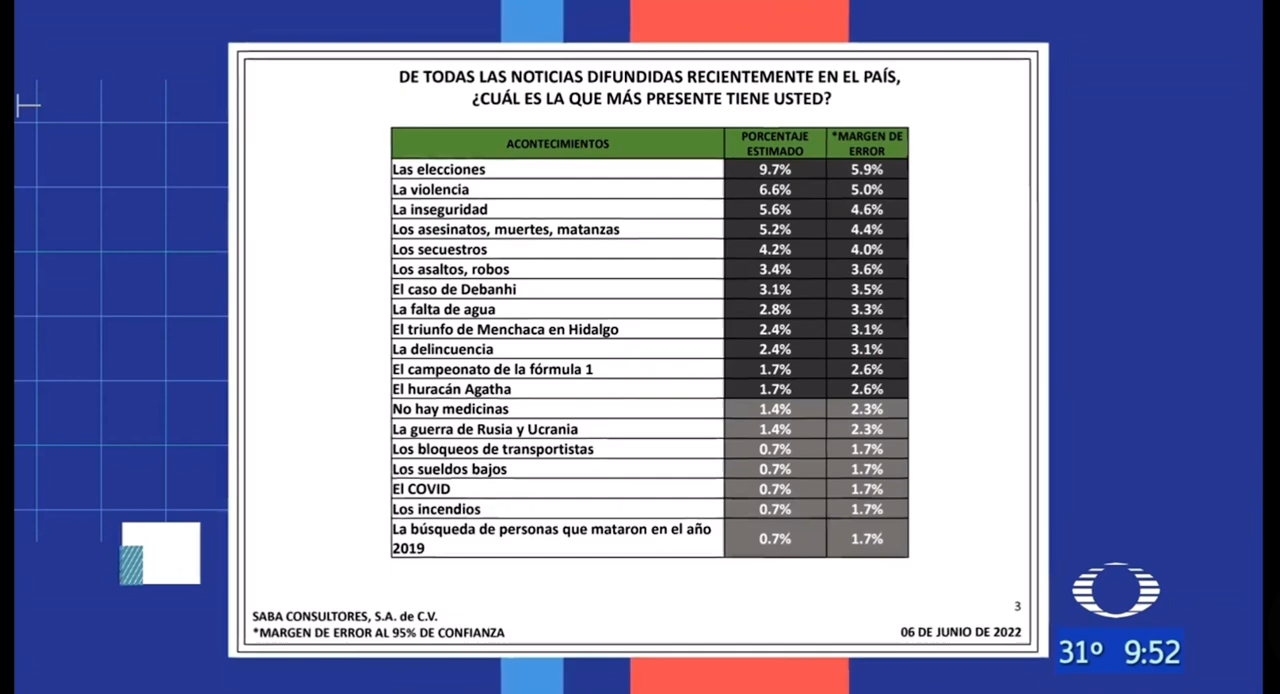 DE TODAS LAS NOTICIAS DIFUNDIDAS RECIENTEMENTE EN EL PAÍS,
¿CUÁL ES LA QUE MÁS PRESENTE TIENE USTED?
ACONTECIMIENTOS PORCENTAJE ESTIMADO *MARGEN DE ERROR
Las elecciones 9.7% 5.9%
La violencia 6.6% 5.0%
La inseguridad 5.6% 4.6%
Los asesinatos, muertes, matanzas 5.2% 4.4%
Los secuestros 4.2% 4.0%
Los asaltos, robos 3.4% 3.6%
El caso de Debanhi 3.1% 3.5%
La falta de agua 2.8% 3.3%
El triunfo de Menchaca en Hidalgo 2.4% 3.1%
La delincuencia 2.4% 3.1%
El campeonato de la fórmula 1 1.7% 2.6%
El huracán Agatha 1.7% 2.6%
No hay medicinas 1.4% 2.3%
La guerra de Rusia y Ucrania 1.4% 2.3%
Los bloqueos de transportistas 0.7% 1.7%
Los sueldos bajos 0.7% 1.7%
El COVID 0.7% 1.7%
Los incendios 0.7% 1.7%
La búsqueda de personas que mataron en el año
2019 0.7% 1.7%
3
SABA CONSULTORES, S.A. de C.V.
*MARGEN DE ERROR AL 95% DE CONFIANZA
06 DE JUNIO DE 2022
31º 9:52